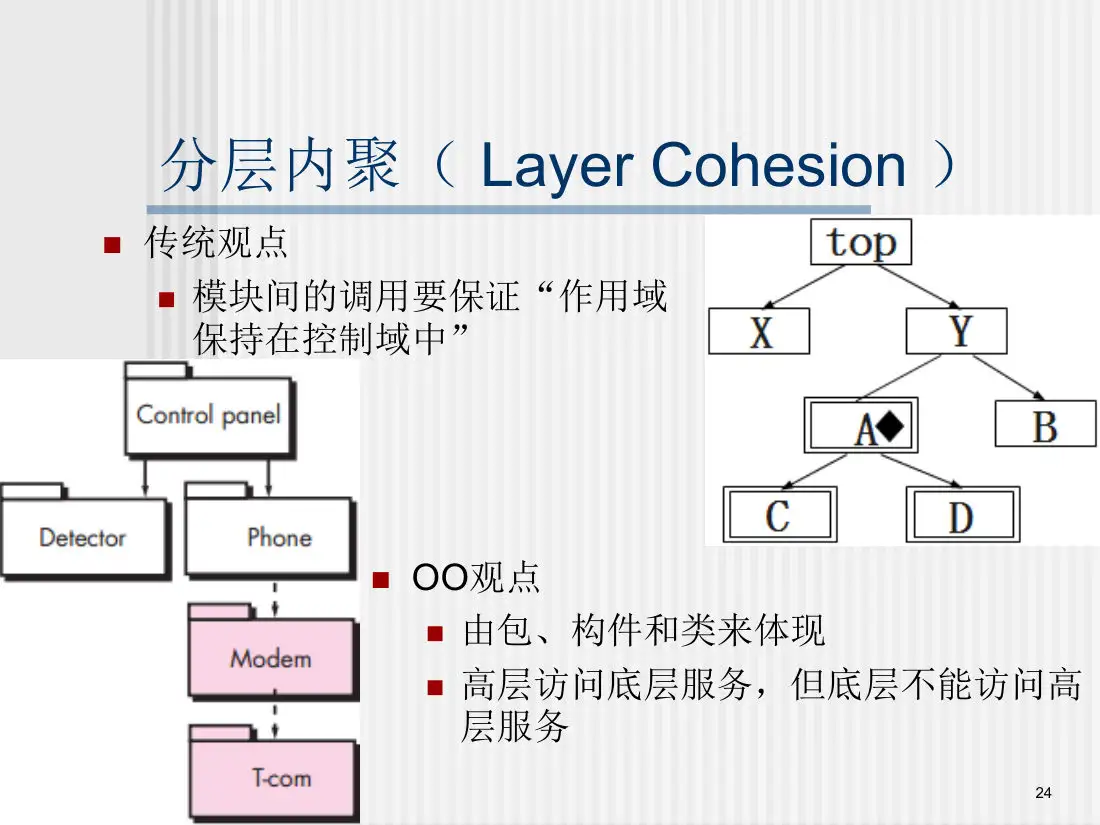 分层内聚（ Layer Cohesion ）
传统观点
模块间的调用要保证“作用域
保持在控制域中”
top
X
Y
A
B
C
D
Control panel
Detector
Phone
Modem
T-com
OO观点
由包、构件和类来体现
高层访问底层服务，但底层不能访问高
层服务
24